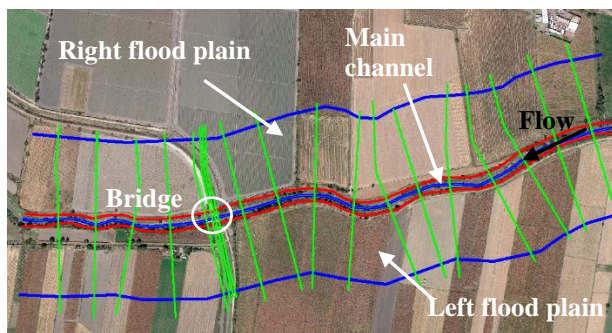 Right flood plain
Main
channel
Flow
Bridge
Left flood plain